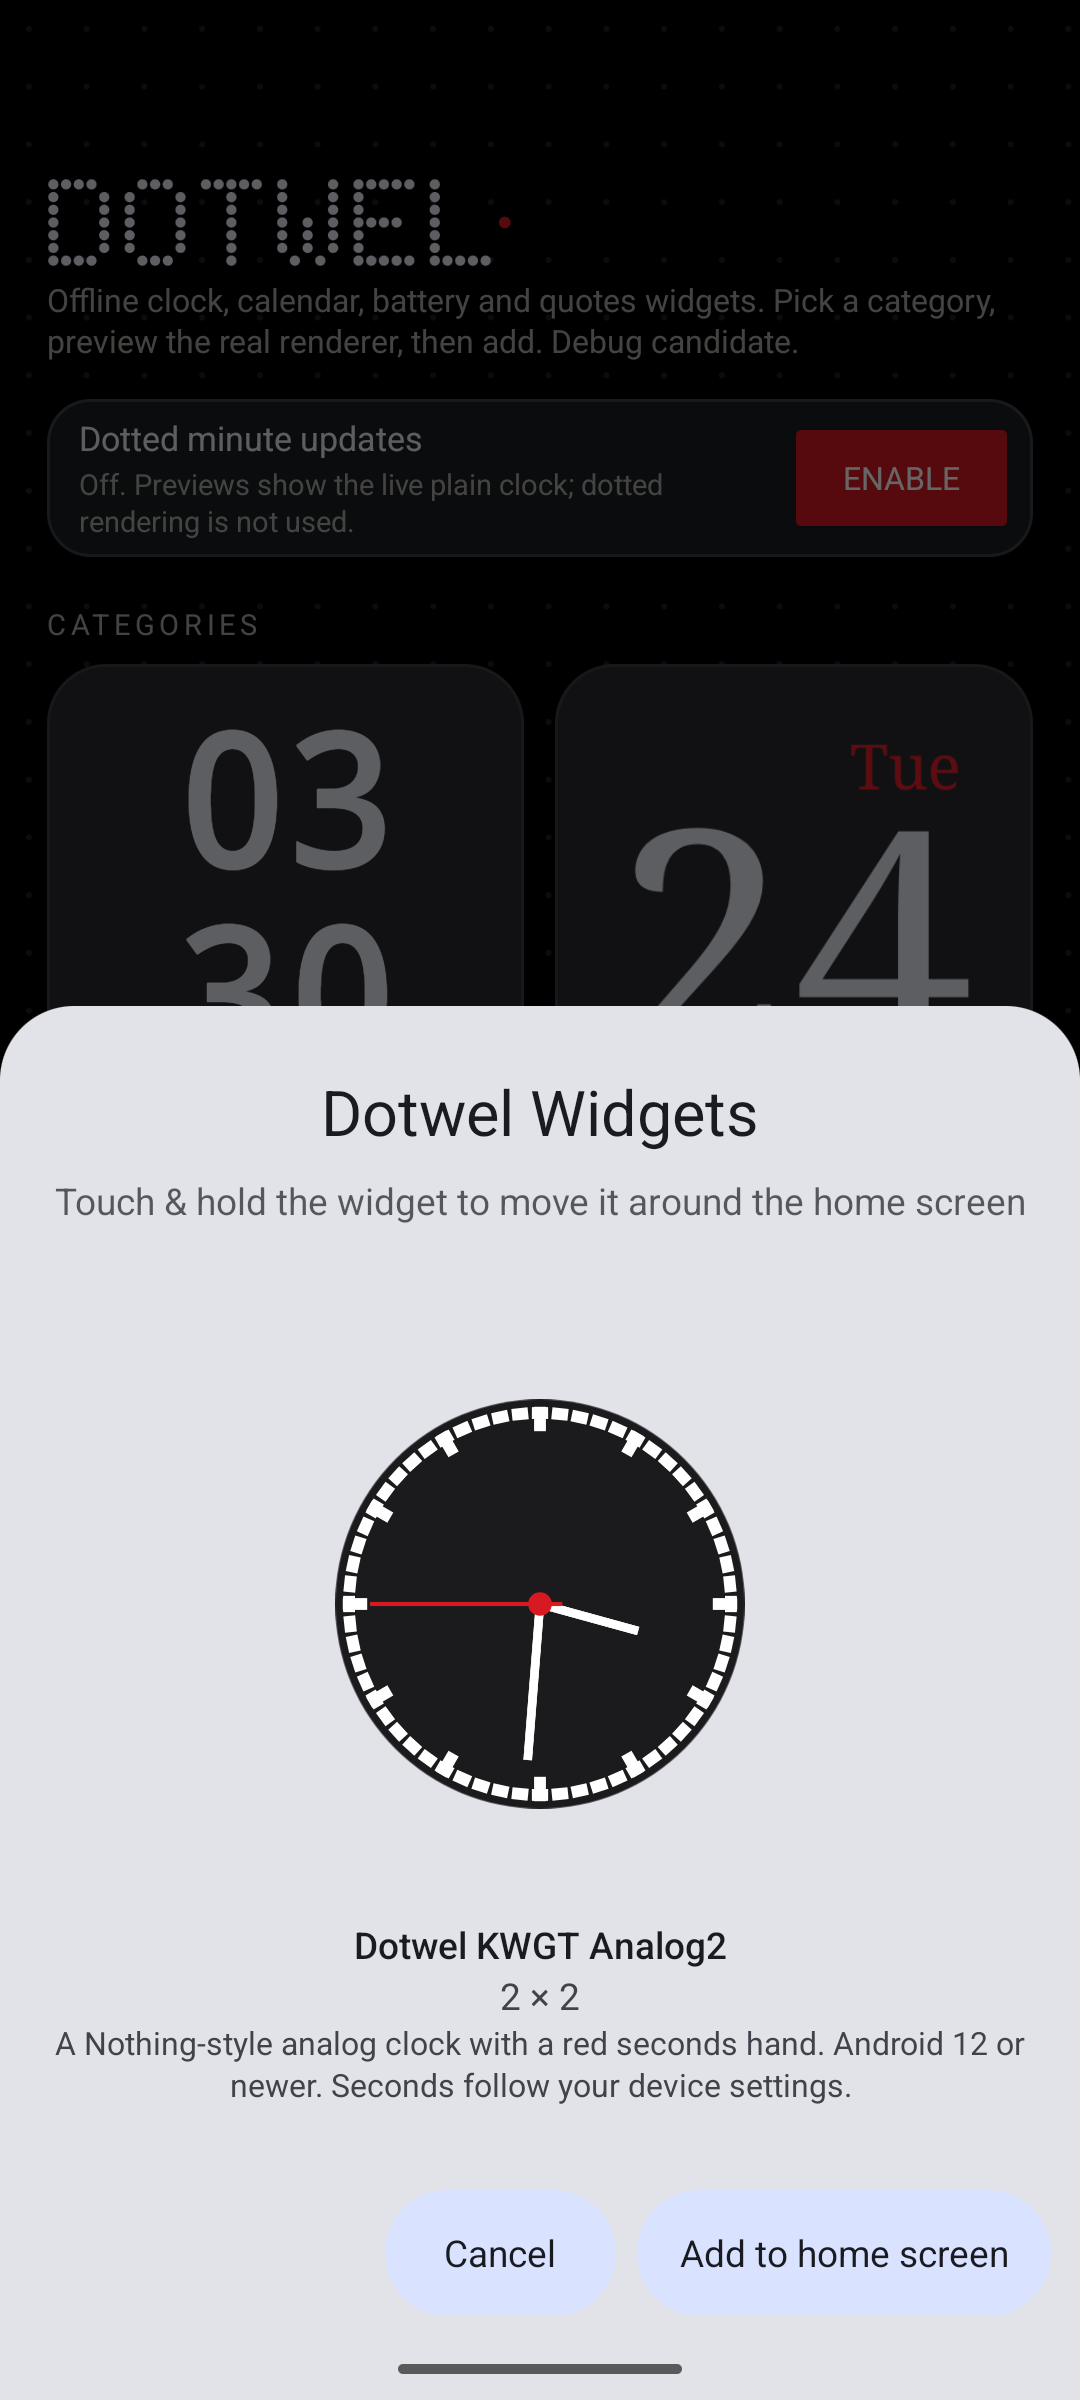 DOTWEL
Offline clock, calendar, battery and quotes widgets. Pick a category,
preview the real renderer, then add. Debug candidate.
Dotted minute updates
Off. Previews show the live plain clock; dotted
rendering is not used.
ENABLE
CATEGORIES
03
30
Tue
24
Dotwel Widgets
Touch & hold the widget to move it around the home screen
Dotwel KWGT Analog2
2 × 2
A Nothing-style analog clock with a red seconds hand. Android 12 or
newer. Seconds follow your device settings.
Cancel
Add to home screen